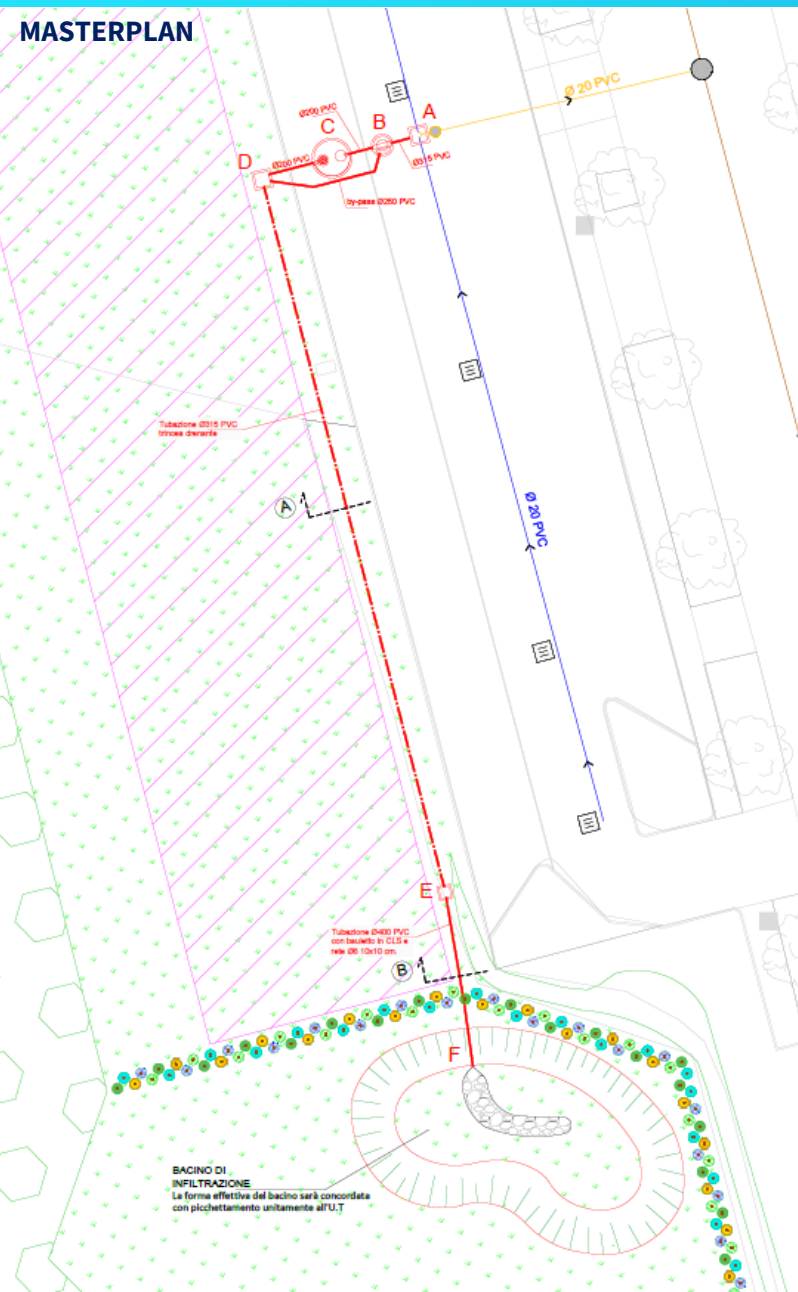 MASTERPLAN
Ø 20 PVC
A
Ø200 PVC
B
C
Ø315 PVC
D
Ø200 PVC
by-pass Ø250 PVC
Tubazione Ø315 PVC
trincea drenante
A
Ø 20 PVC
E
Tubazione Ø400 PVC
con bauletto in CLS e
rete Ø6 10x10 cm.
B
F
BACINO DI
INFILTRAZIONE
La forma effettiva del bacino sarà concordata
con picchettamento unitamente all'U.T